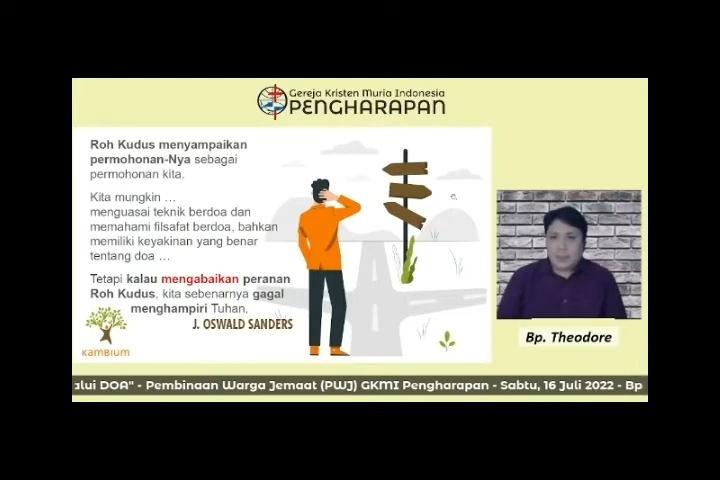 Gereja Kristen Muria Indonesia
PENGHARAPAN
Roh Kudus menyampaikan
permohonan-Nya sebagai
permohonan kita.
Kita mungkin ...
menguasai teknik berdoa dan
memahami filsafat berdoa, bahkan
memiliki keyakinan yang benar
tentang doa ...
Tetapi kalau mengabaikan peranan
Roh Kudus, kita sebenarnya gagal
menghampiri Tuhan.
J. OSWALD SANDERS
KAMBIUM
Bp. Theodore
alui DOA" - Pembinaan Warga Jemaat (PWJ) GKMI Pengharapan - Sabtu, 16 Juli 2022 - Bp